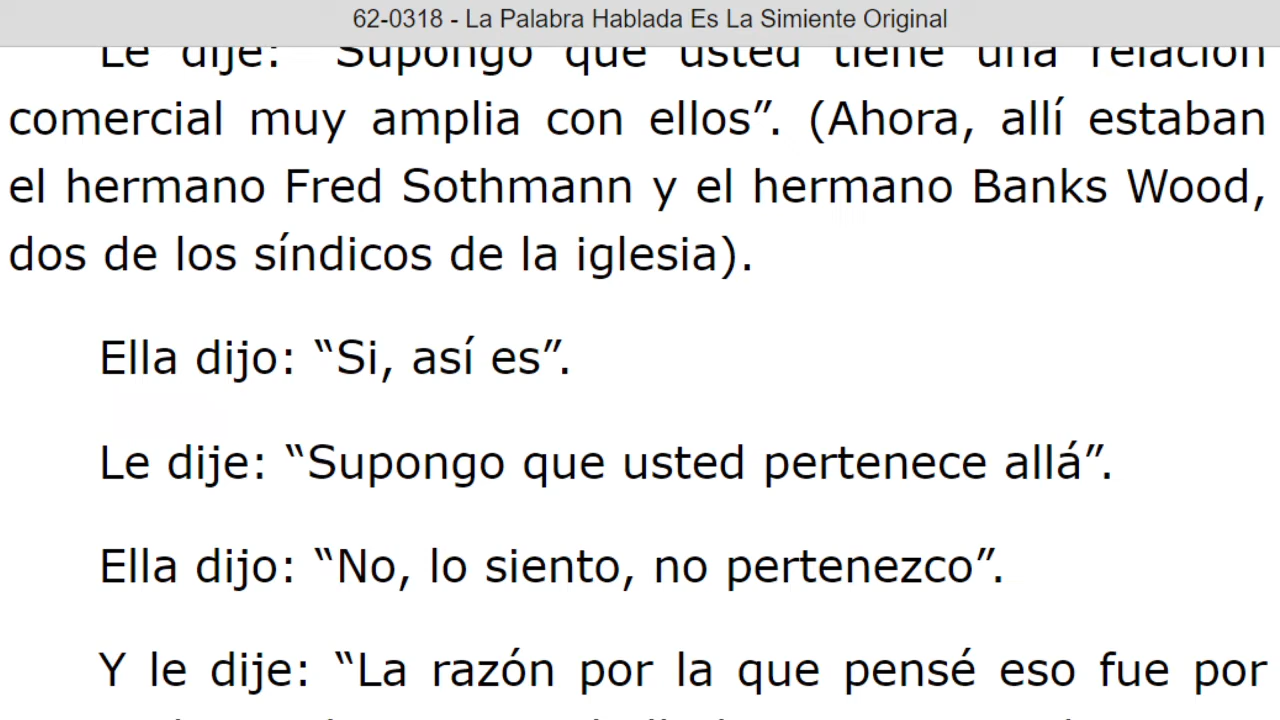 62-0318 - La Palabra Hablada Es La Simiente Original
Le dije: “Supongo que usted tiene una relación
comercial muy amplia con ellos”. (Ahora, allí estaban
el hermano Fred Sothmann y el hermano Banks Wood,
dos de los síndicos de la iglesia).
Ella dijo: “Si, así es”.
Le dije: “Supongo que usted pertenece allá”.
Ella dijo: “No, lo siento, no pertenezco”.
Y le dije: “La razón por la que pensé eso fue por